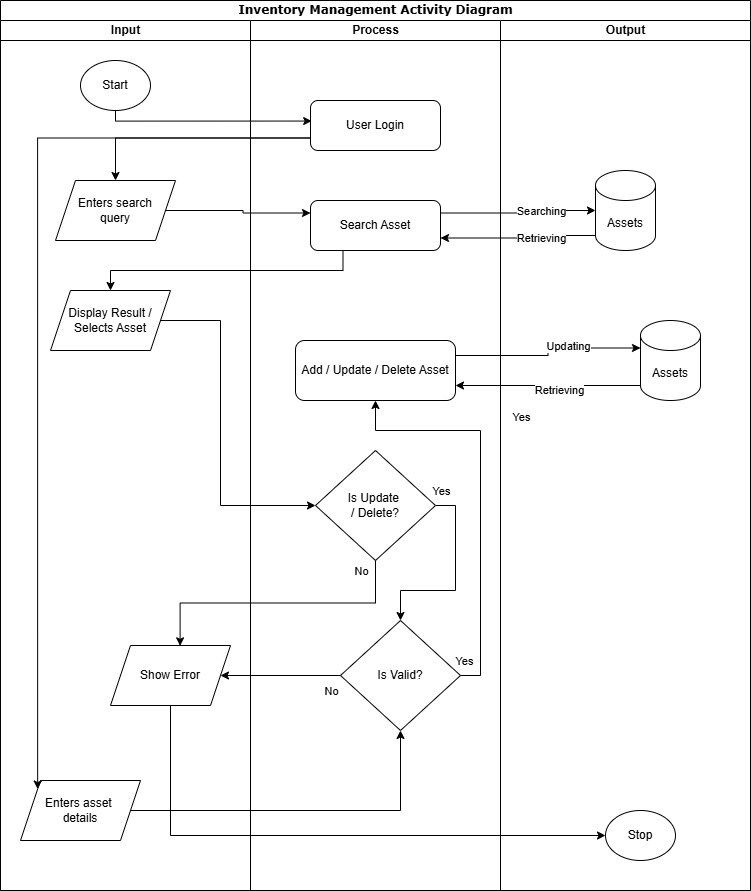 Inventory Management Activity Diagram
Input
Process
Output
Start
User Login
Enters search
query
Search Asset
Searching
Retrieving
Assets
Display Result /
Selects Asset
Add / Update / Delete Asset
Updating
Retrieving
Assets
Yes
Is Update
/ Delete?
Yes
No
Show Error
Is Valid?
Yes
No
Enters asset
details
Stop